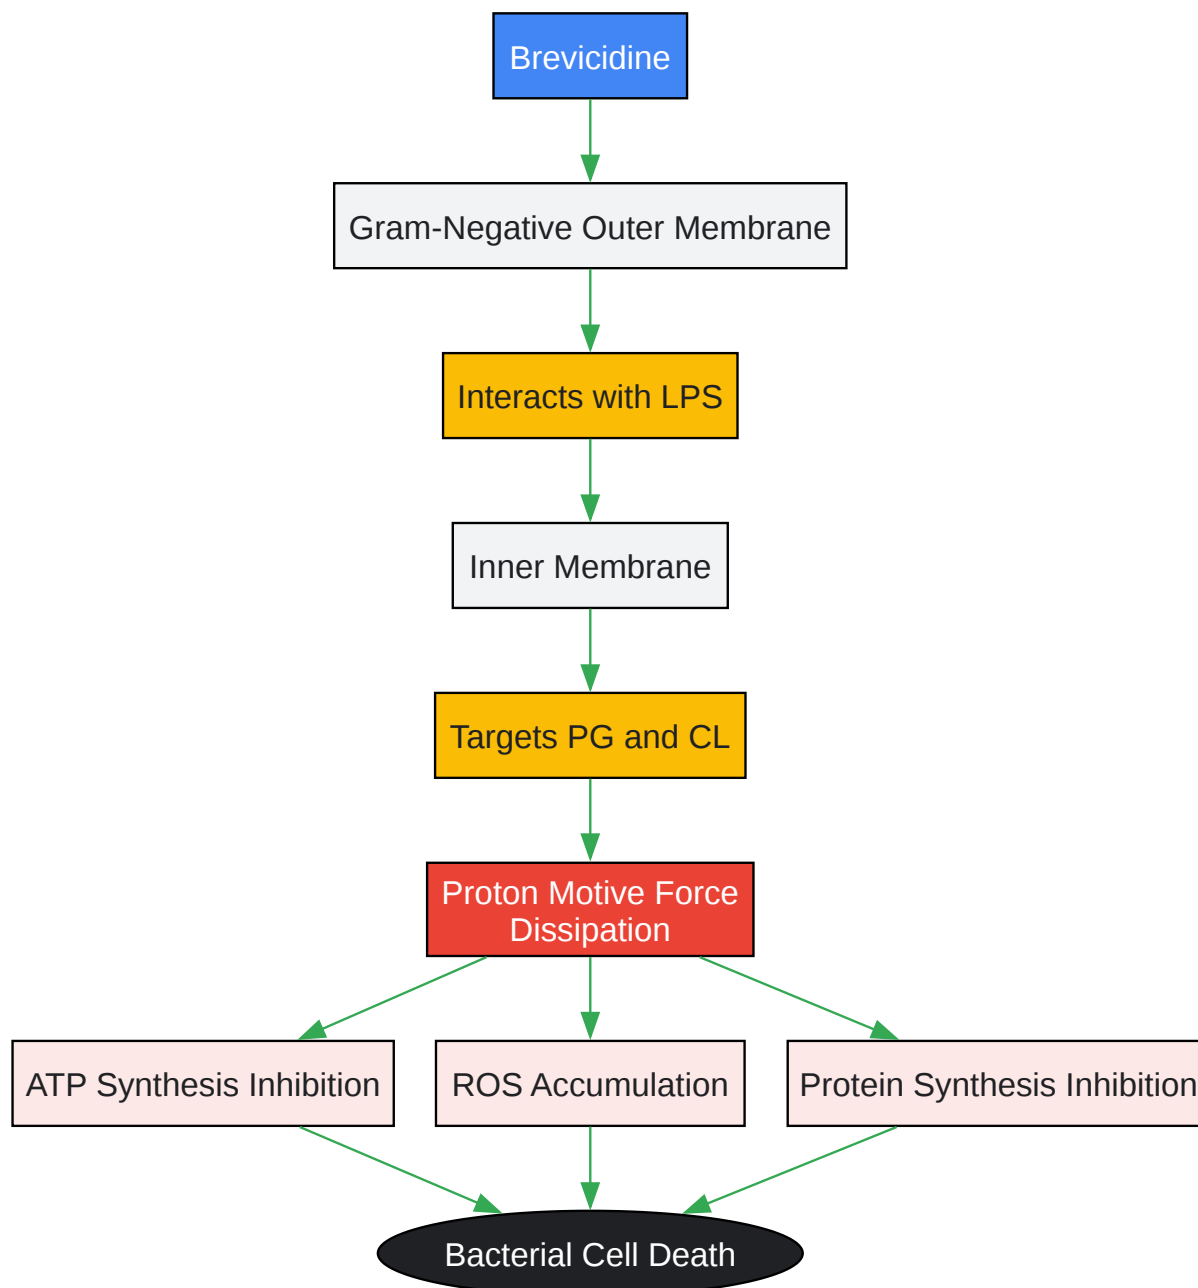 Brevicidine
Gram-Negative Outer Membrane
Interacts with LPS
Inner Membrane
Targets PG and CL
Proton Motive Force
Dissipation
ATP Synthesis Inhibition
ROS Accumulation
Protein Synthesis Inhibition
Bacterial Cell Death